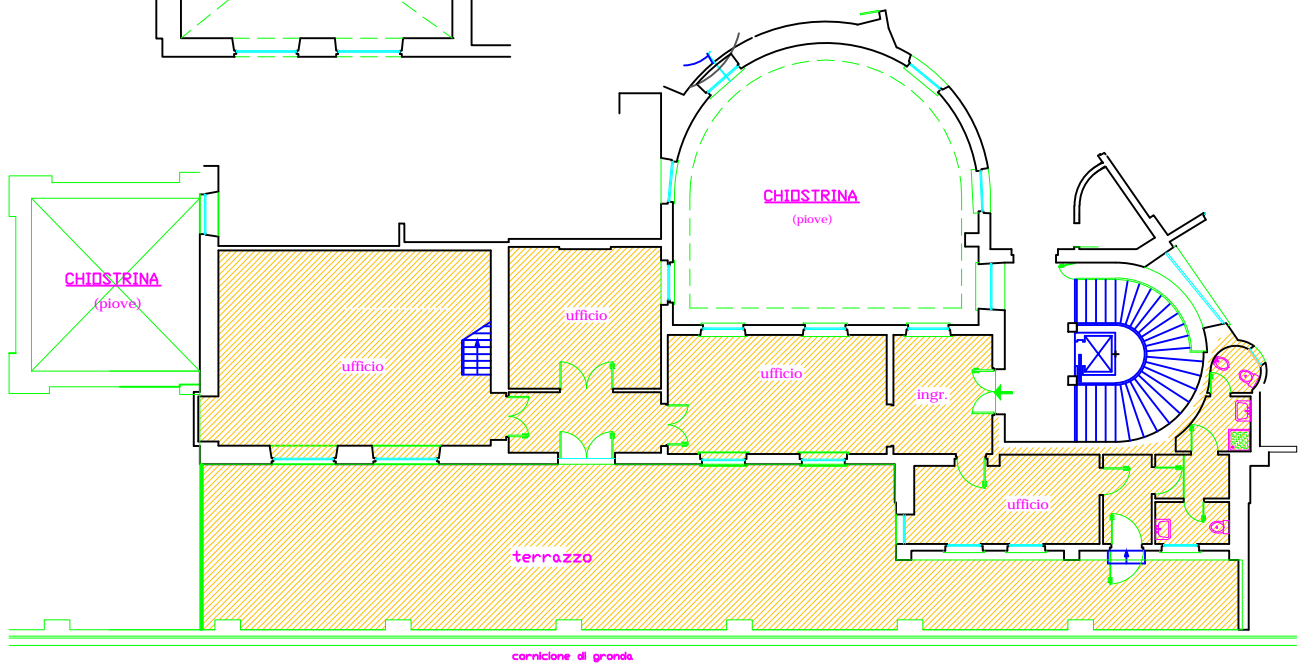 CHIOSTRINA
(piove)
CHIOSTRINA
(piove)
ufficio
ufficio
ufficio
ingr.
ufficio
terrazzo
cornicione di gronda